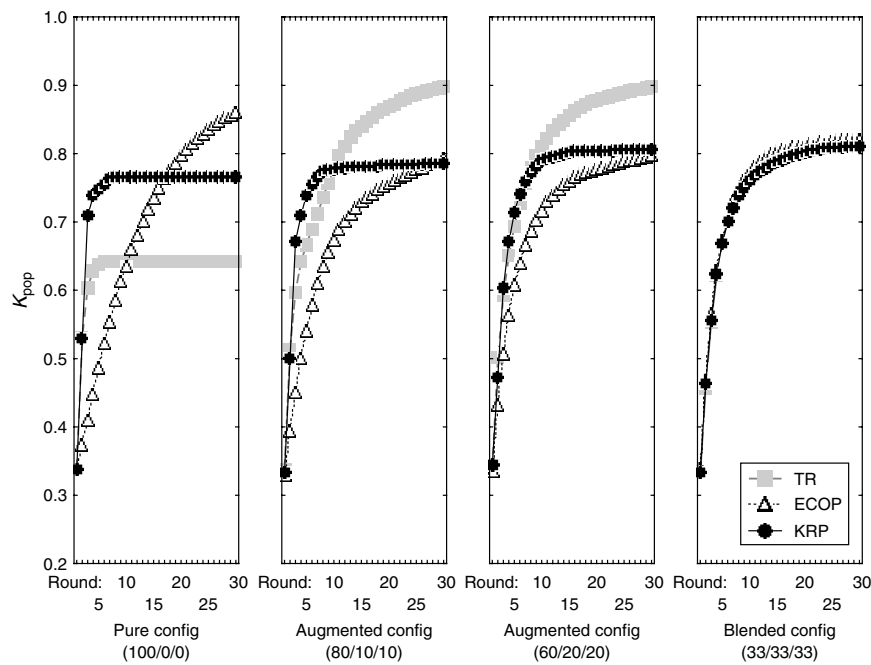 1.0
0.9
0.8
0.7
0.6
0.5
0.4
0.3
0.2
Kpop
TR
ECOP
KRP
Round: 10 20 30
5 15 25
Pure config
(100/0/0)
Round: 10 20 30
5 15 25
Augmented config
(80/10/10)
Round: 10 20 30
5 15 25
Augmented config
(60/20/20)
Round: 10 20 30
5 15 25
Blended config
(33/33/33)